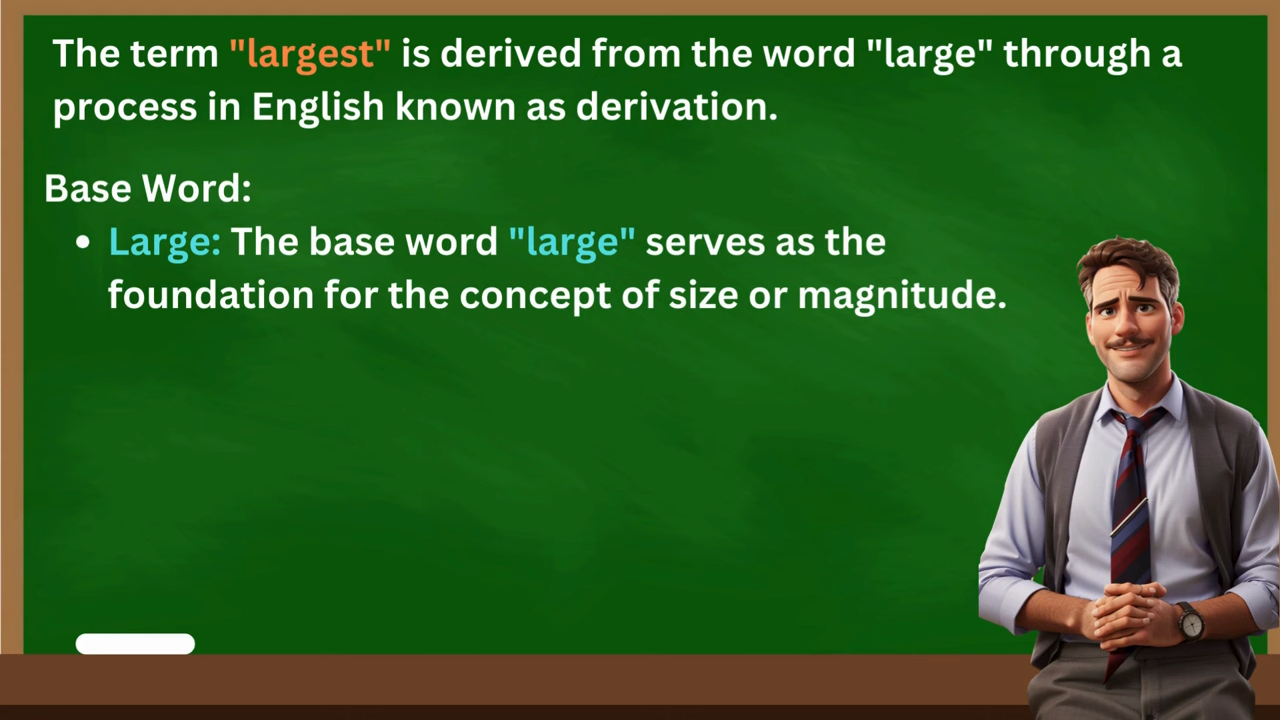 The term "largest" is derived from the word "large" through a
process in English known as derivation.
Base Word:
• Large: The base word "large" serves as the
foundation for the concept of size or magnitude.